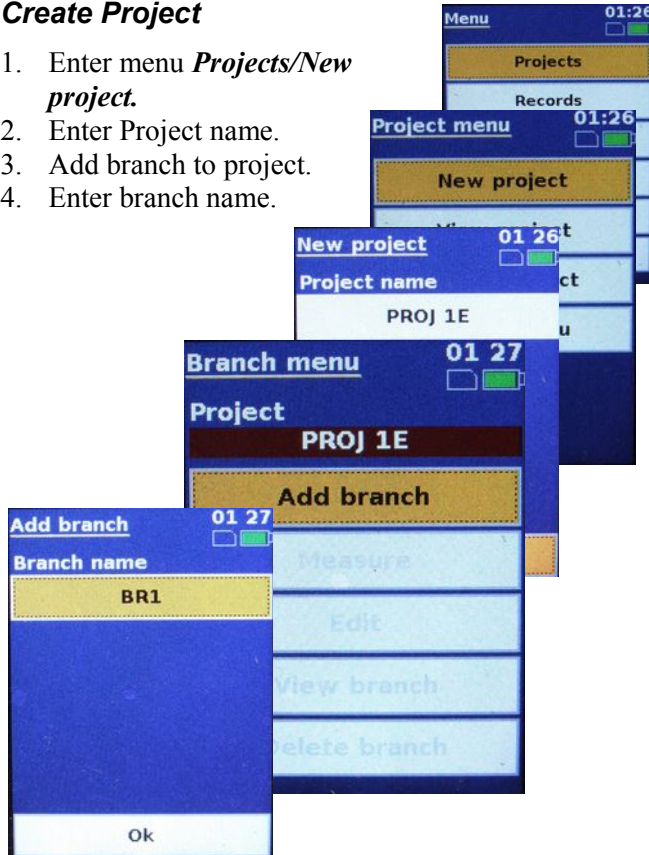 Create Project
1. Enter menu Projects/New
project.
2. Enter Project name.
3. Add branch to project.
4. Enter branch name.
Menu
01:26
Projects
Records
Project menu
01:26
New project
New project
01 26
Project name
PROJ 1E
ct
u
Branch menu
01 27
Project
PROJ 1E
Add branch
Measure
Edit
View branch
Delete branch
Add branch
01 27
Branch name
BR1
Ok